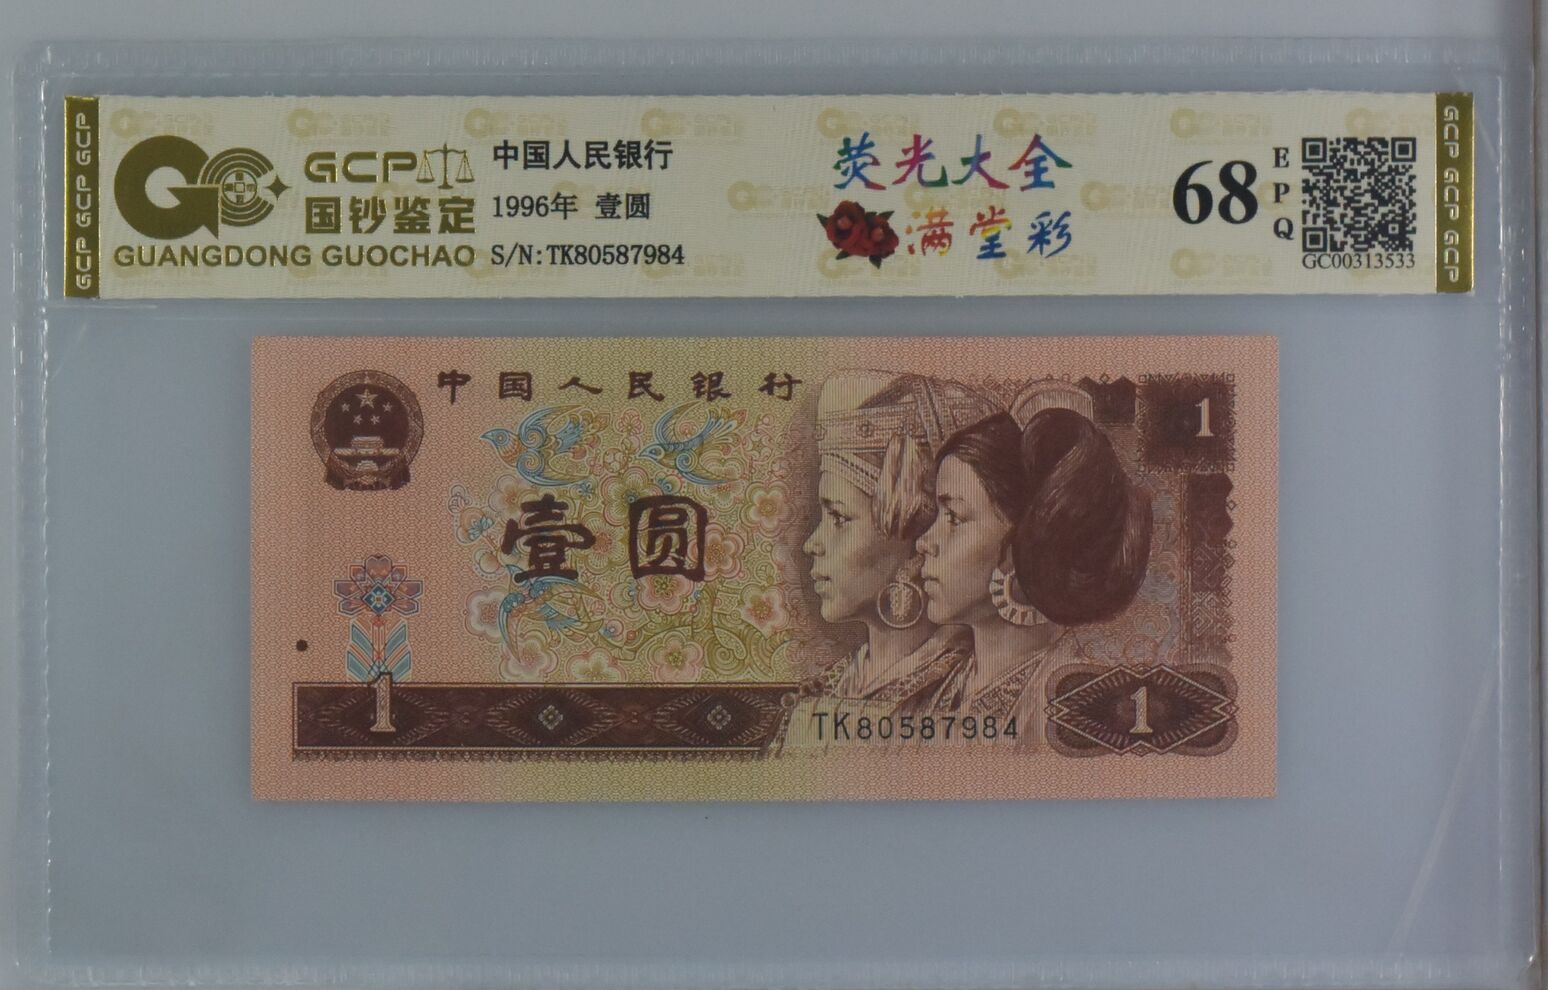 GCP GCP GCP
GCP
国钞鉴定
GUANGDONG GUOCHAO
中国人民银行
1996年 壹圆
S/N:TK80587984
荧光大全
满堂彩
68
EPQ
GC00313533
GCP GCP GCP
中国人民银行
1
壹圆
1
TK80587984
1